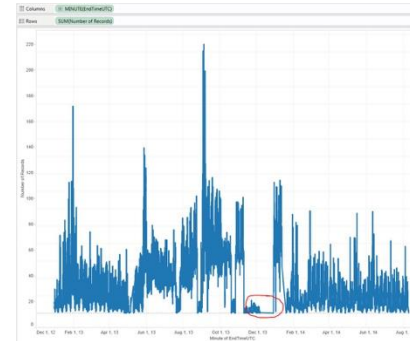 Columns MINUTE(EndTimeUTC)
Rows SUM(Number of Records)
220
200
180
160
140
120
100
80
60
40
20
0
Number of Records
Dec 1, 12 Feb 1, 13 Apr 1, 13 Jun 1, 13 Aug 1, 13 Oct 1, 13 Dec 1, 13 Feb 1, 14 Apr 1, 14 Jun 1, 14 Aug 1,
Minute of EndTimeUTC